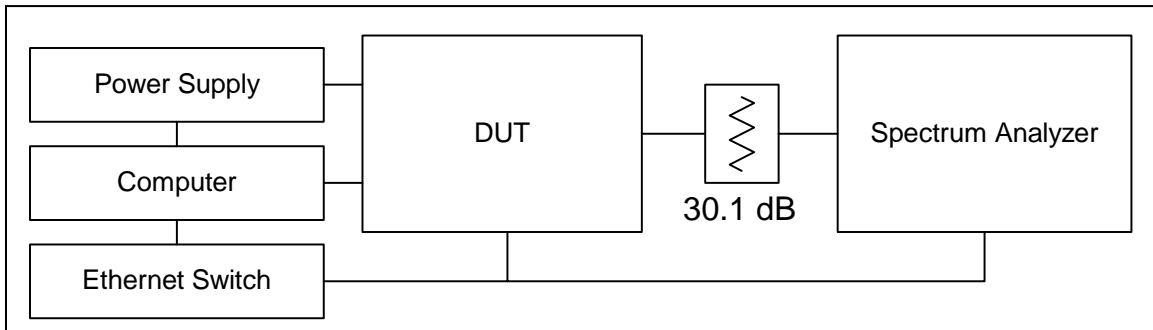 Power Supply
Computer
Ethernet Switch
DUT
30.1 dB
Spectrum Analyzer